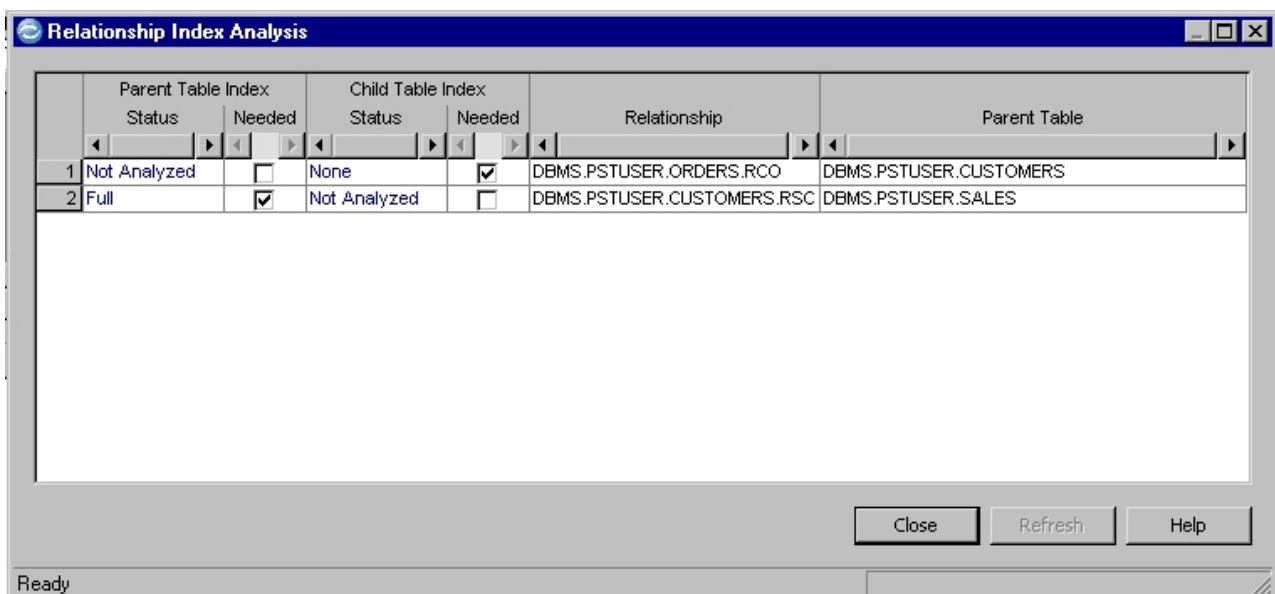 Relationship Index Analysis
Parent Table Index Child Table Index
Status Needed Status Needed Relationship Parent Table
1 Not Analyzed None DBMS.PSTUSER.ORDERS.RCO DBMS.PSTUSER.CUSTOMERS
2 Full Not Analyzed DBMS.PSTUSER.CUSTOMERS.RSC DBMS.PSTUSER.SALES
Close Refresh Help
Ready